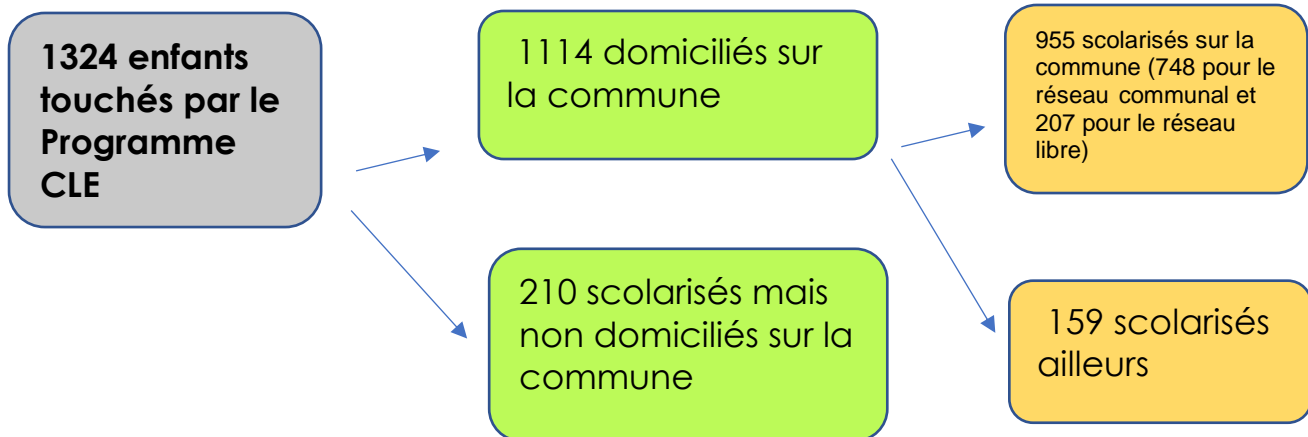 1324 enfants
touchés par le
Programme
CLE
1114 domiciliés sur
la commune
210 scolarisés mais
non domiciliés sur la
commune
955 scolarisés sur la
commune (748 pour le
réseau communal et
207 pour le réseau
libre)
159 scolarisés
ailleurs